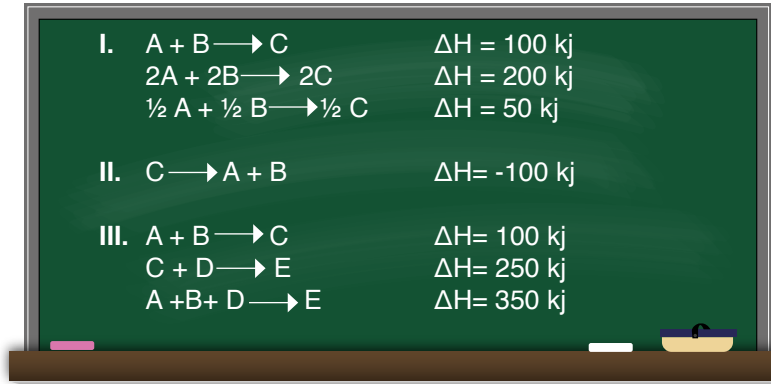 I. A + B ⟶ C ΔH = 100 kj
2A + 2B ⟶ 2C ΔH = 200 kj
½ A + ½ B ⟶ ½ C ΔH = 50 kj
II. C ⟶ A + B ΔH= -100 kj
III. A + B ⟶ C ΔH= 100 kj
C + D ⟶ E ΔH= 250 kj
A +B+ D ⟶ E ΔH= 350 kj